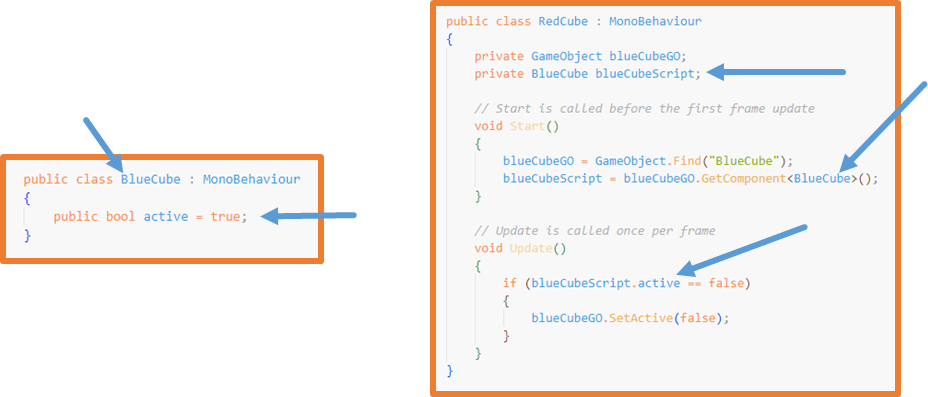 public class BlueCube : MonoBehaviour
{
public bool active = true;
}
public class RedCube : MonoBehaviour
{
private GameObject blueCubeGO;
private BlueCube blueCubeScript;
// Start is called before the first frame update
void Start()
{
blueCubeGO = GameObject.Find("BlueCube");
blueCubeScript = blueCubeGO.GetComponent<BlueCube>();
}
// Update is called once per frame
void Update()
{
if (blueCubeScript.active == false)
{
blueCubeGO.SetActive(false);
}
}
}